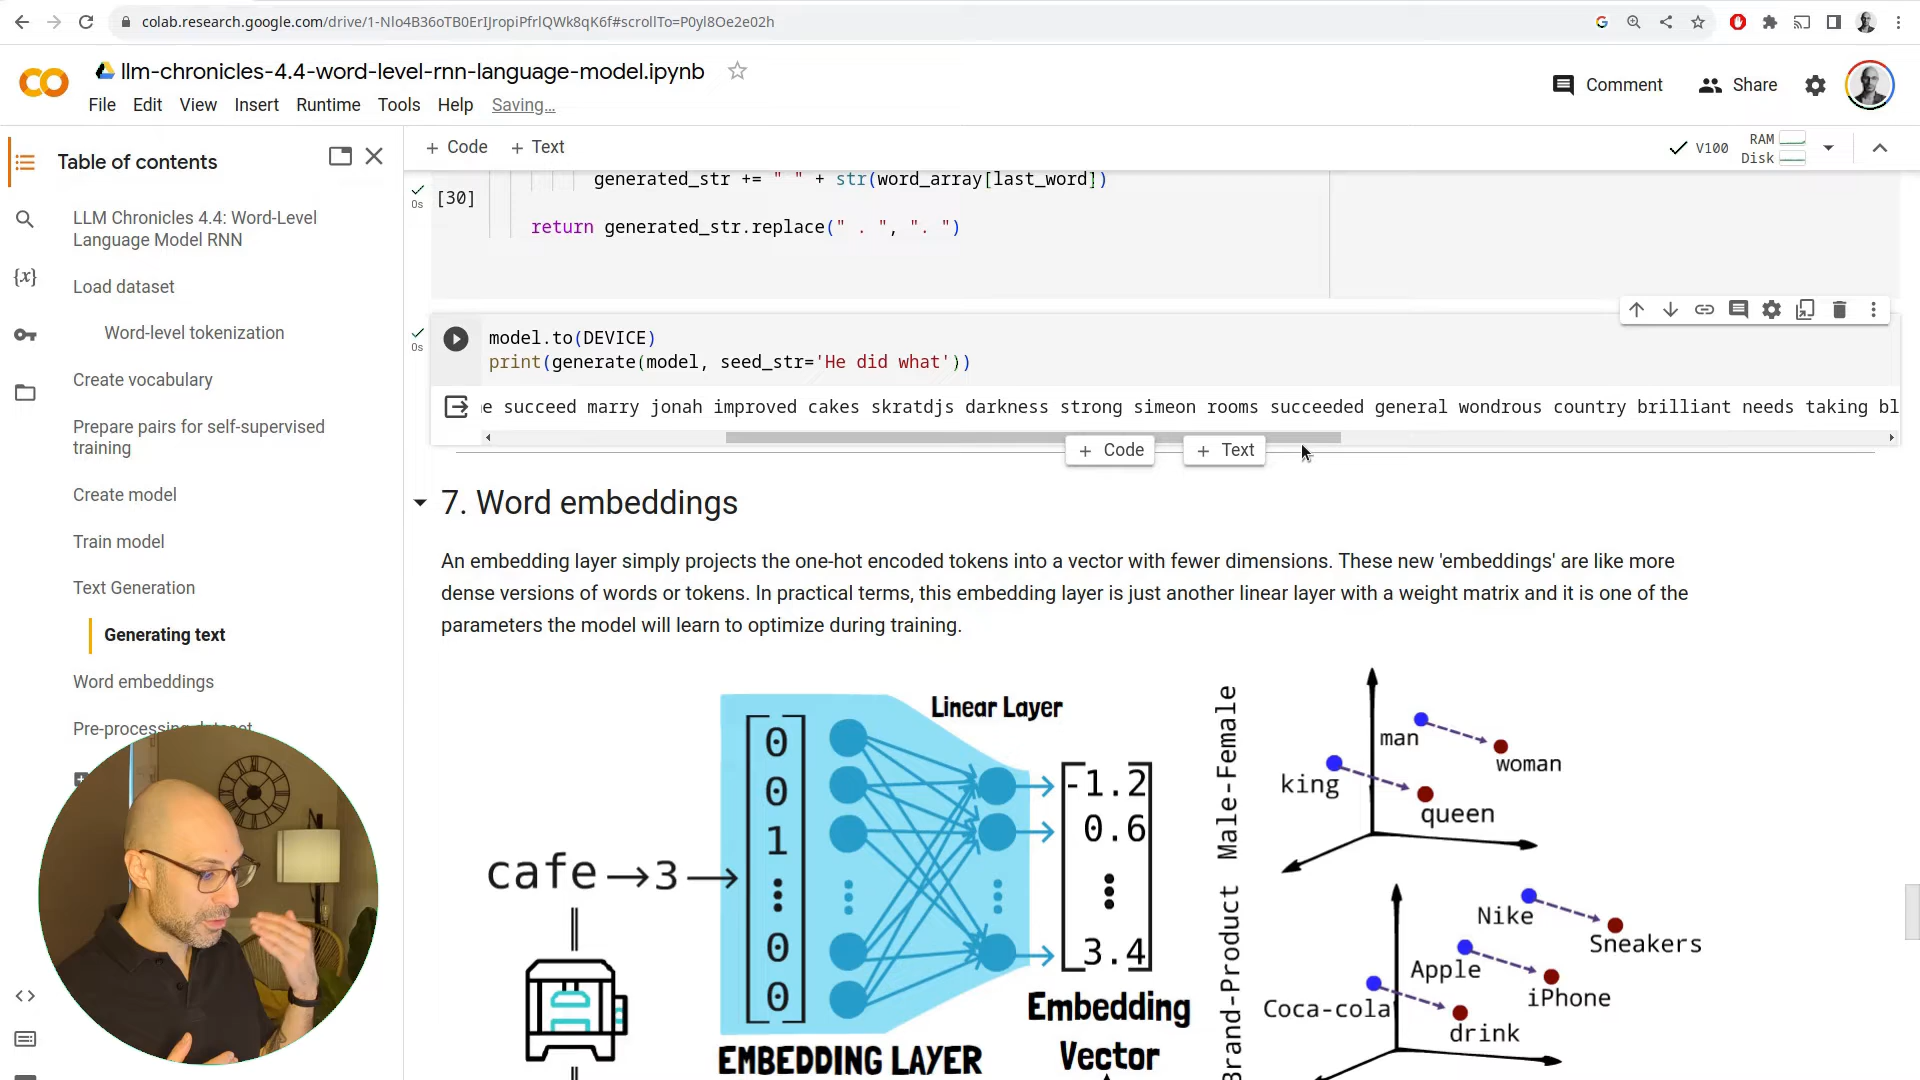 colab.research.google.com/drive/1-Nlo4B36oTB0ErIJropiPfrlQWk8qK6f#scrollTo=P0yl8Oe2e02h
llm-chronicles-4.4-word-level-rnn-language-model.ipynb
File Edit View Insert Runtime Tools Help Saving...
Comment
Share
Table of contents
LLM Chronicles 4.4: Word-Level
Language Model RNN
Load dataset
Word-level tokenization
Create vocabulary
Prepare pairs for self-supervised
training
Create model
Train model
Text Generation
Generating text
Word embeddings
Pre-processing dataset
+ Code + Text
V100
RAM
Disk
0s
[30]
generated_str += " " + str(word_array[last_word])
return generated_str.replace(" . ", ". ")
0s
model.to(DEVICE)
print(generate(model, seed_str='He did what'))
e succeed marry jonah improved cakes skratdjs darkness strong simeon rooms succeeded general wondrous country brilliant needs taking bl
+ Code + Text
7. Word embeddings
An embedding layer simply projects the one-hot encoded tokens into a vector with fewer dimensions. These new 'embeddings' are like more
dense versions of words or tokens. In practical terms, this embedding layer is just another linear layer with a weight matrix and it is one of the
parameters the model will learn to optimize during training.
cafe →3
0
0
1
0
0
Linear Layer
-1.2
0.6
3.4
EMBEDDING LAYER
Embedding
Vector
Male-Female
man
woman
king
queen
Brand-Product
Nike
Sneakers
Apple
iPhone
Coca-cola
drink